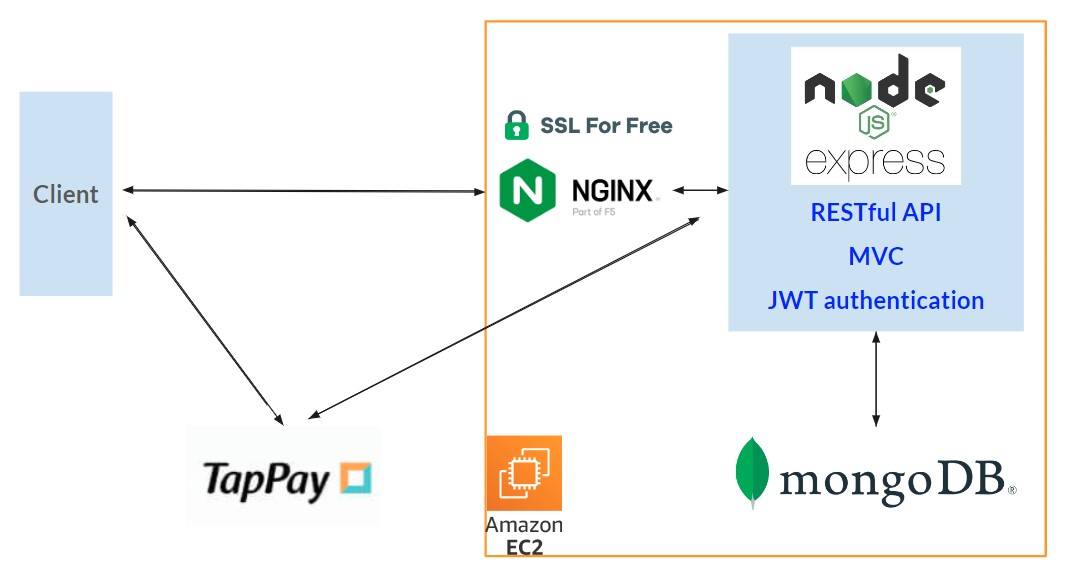 Client
SSL For Free
NGINX
Part of F5
node
JS
express
RESTful API
MVC
JWT authentication
TapPay
Amazon
EC2
mongoDB®